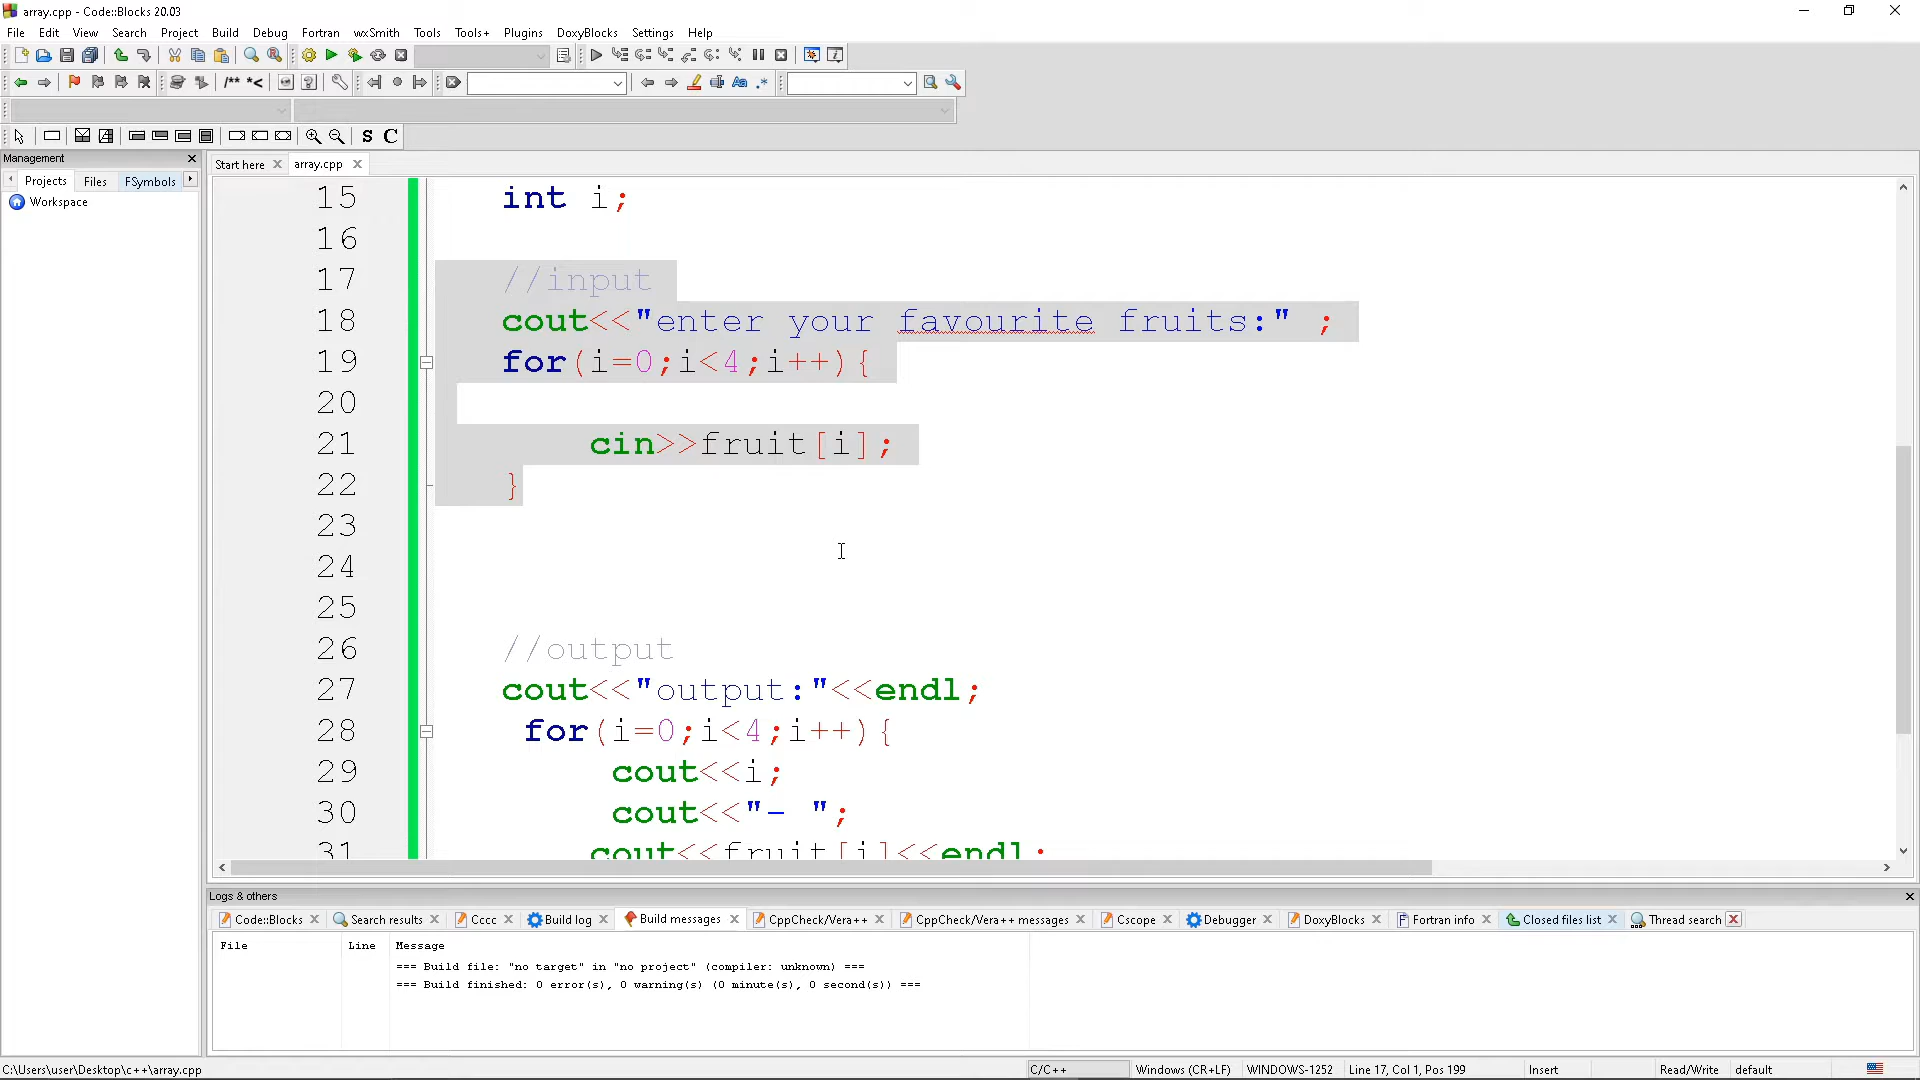 array.cpp - Code::Blocks 20.03
File Edit View Search Project Build Debug Fortran wxSmith Tools Tools+ Plugins DoxyBlocks Settings Help
/** *<
Aa .*
S C
Management
Start here array.cpp
Projects Files FSymbols
Workspace
15 int i;
16
17 //input
18 cout<<"enter your favourite fruits:" ;
19 for(i=0;i<4;i++){
20
21 cin>>fruit[i];
22 }
23
24
25
26 //output
27 cout<<"output:"<<endl;
28 for(i=0;i<4;i++){
29 cout<<i;
30 cout<<"- ";
31 cout<<fruit[i]<<endl;
Logs & others
Code::Blocks Search results Cccc Build log Build messages CppCheck/Vera++ CppCheck/Vera++ messages Cscope Debugger DoxyBlocks Fortran info Closed files list Thread search
File Line Message
=== Build file: "no target" in "no project" (compiler: unknown) ===
=== Build finished: 0 error(s), 0 warning(s) (0 minute(s), 0 second(s)) ===
C:\Users\user\Desktop\c++\array.cpp C/C++ Windows (CR+LF) WINDOWS-1252 Line 17, Col 1, Pos 199 Insert Read/Write default